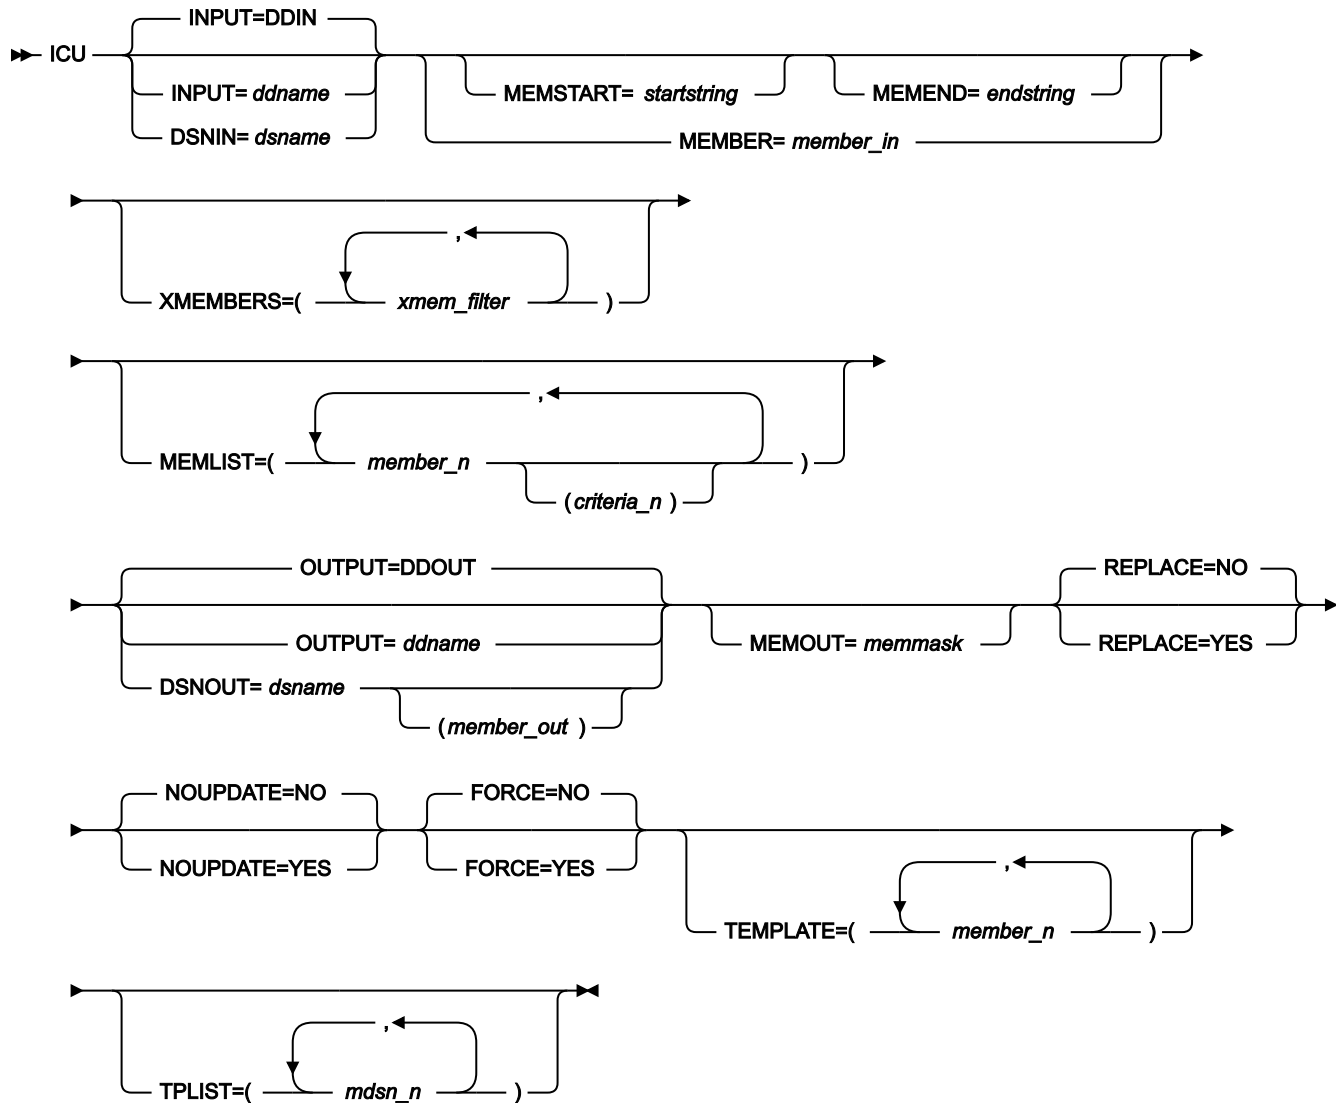 INPUT=DDIN
ICU
INPUT= ddname
MEMSTART= startstring
MEMEND= endstring
DSNIN= dsname
MEMBER= member_in
,
XMEMBERS=( xmem_filter )
,
MEMLIST=( member_n )
(criteria_n )
OUTPUT=DDOUT
REPLACE=NO
OUTPUT= ddname
MEMOUT= memmask
REPLACE=YES
DSNOUT= dsname
(member_out )
NOUPDATE=NO
FORCE=NO
NOUPDATE=YES
FORCE=YES
,
TEMPLATE=( member_n )
,
TPLIST=( mdsn_n )